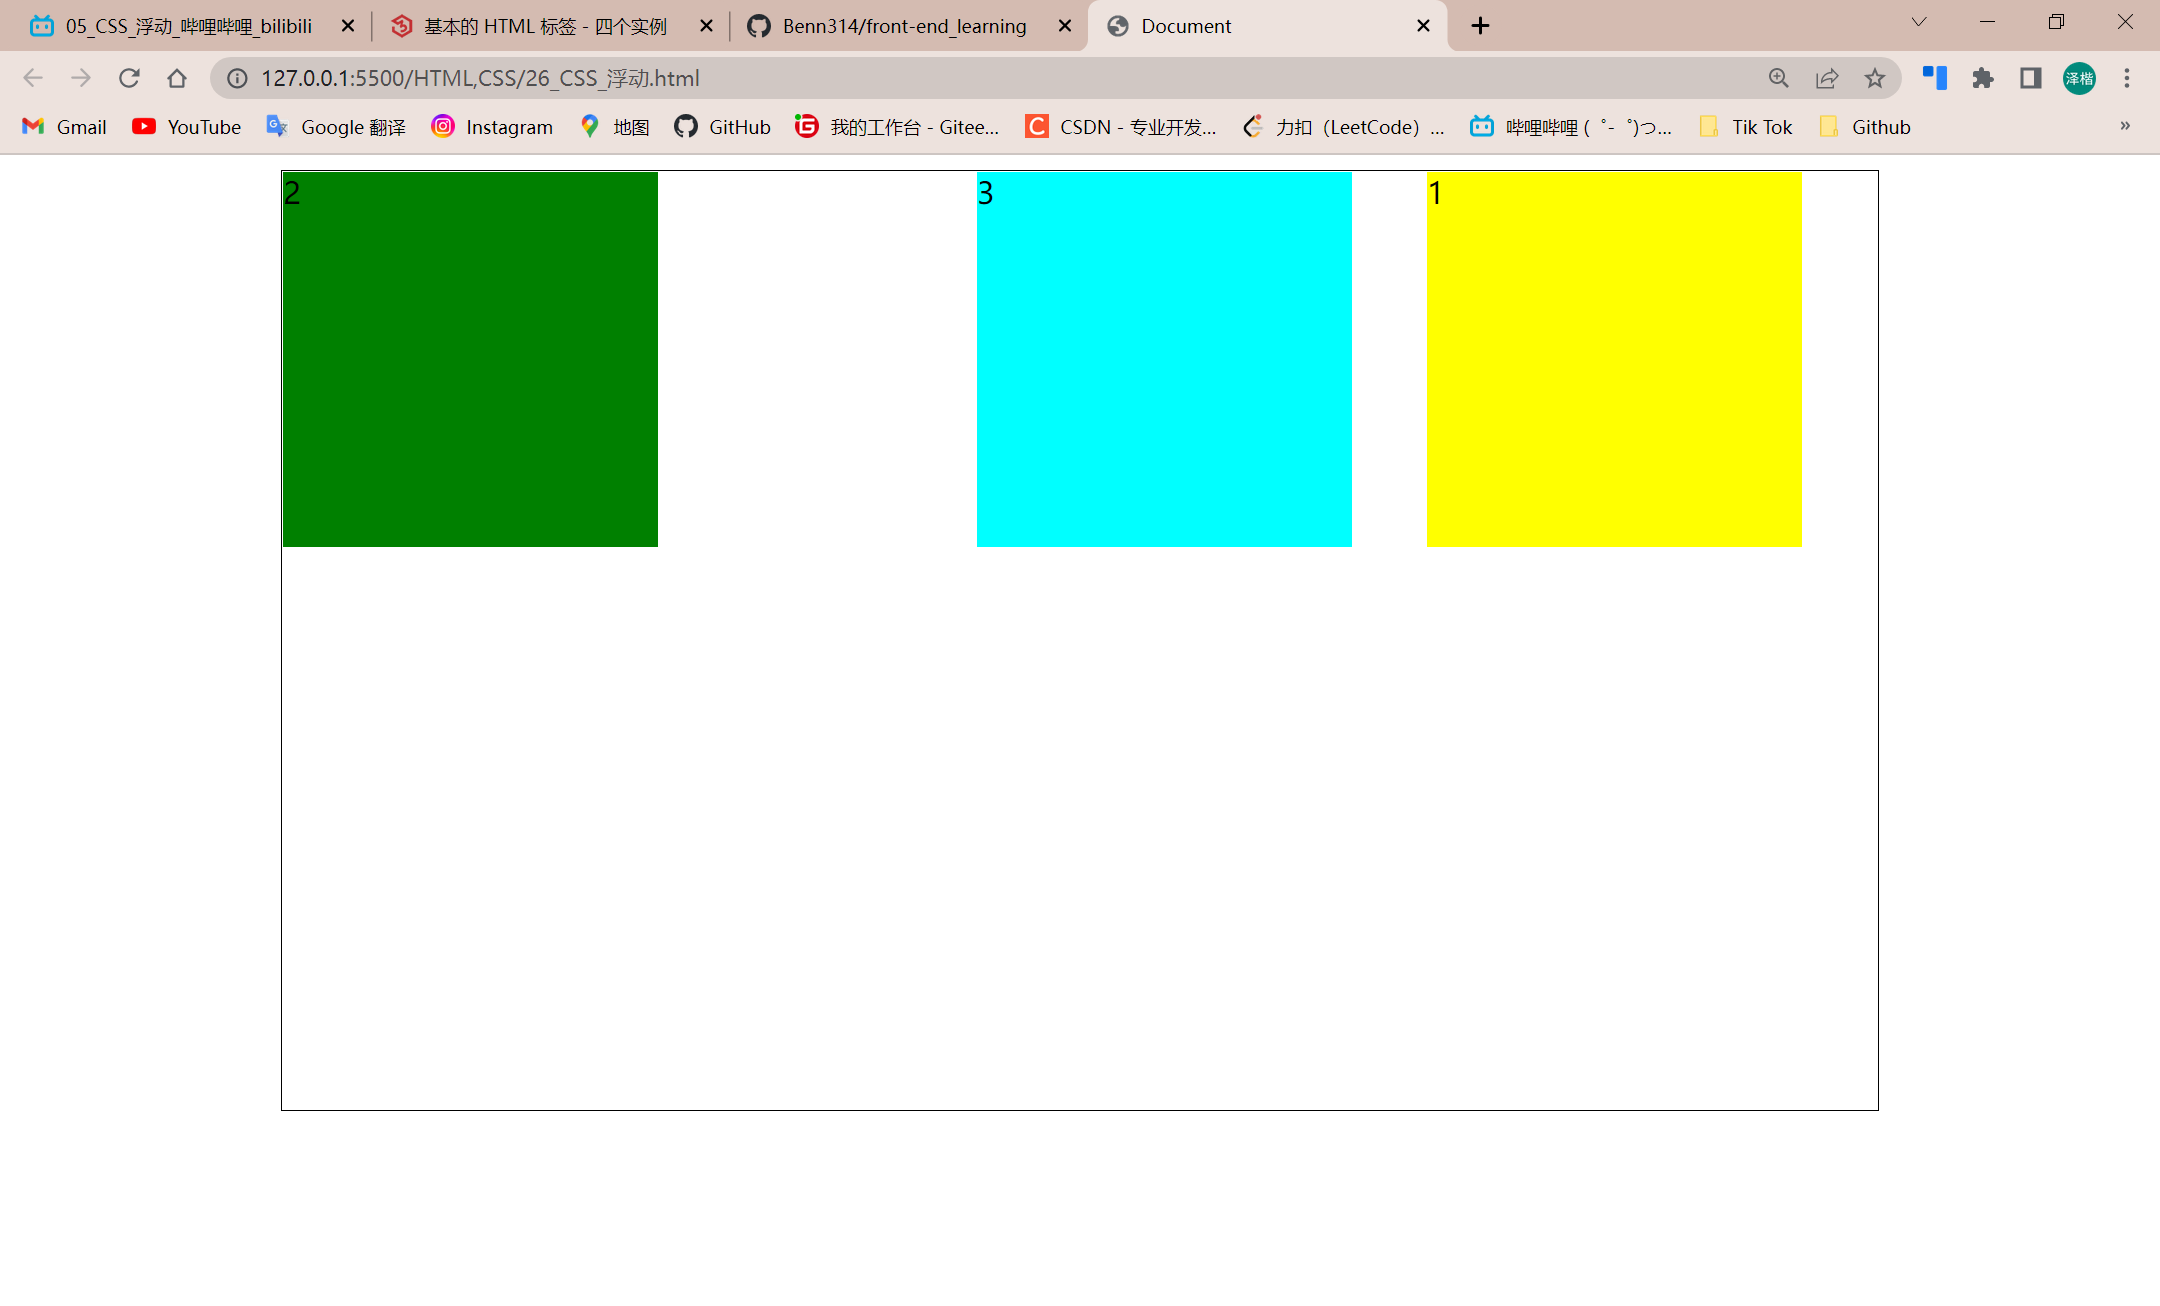 05_CSS_浮动_哔哩哔哩_bilibili
基本的 HTML 标签 - 四个实例
Benn314/front-end_learning
Document
127.0.0.1:5500/HTML,CSS/26_CSS_浮动.html
泽楷
Gmail
YouTube
Google 翻译
Instagram
地图
GitHub
我的工作台 - Gitee...
CSDN - 专业开发...
力扣（LeetCode）...
哔哩哔哩 ( ゜- ゜)つ...
Tik Tok
Github
2
3
1